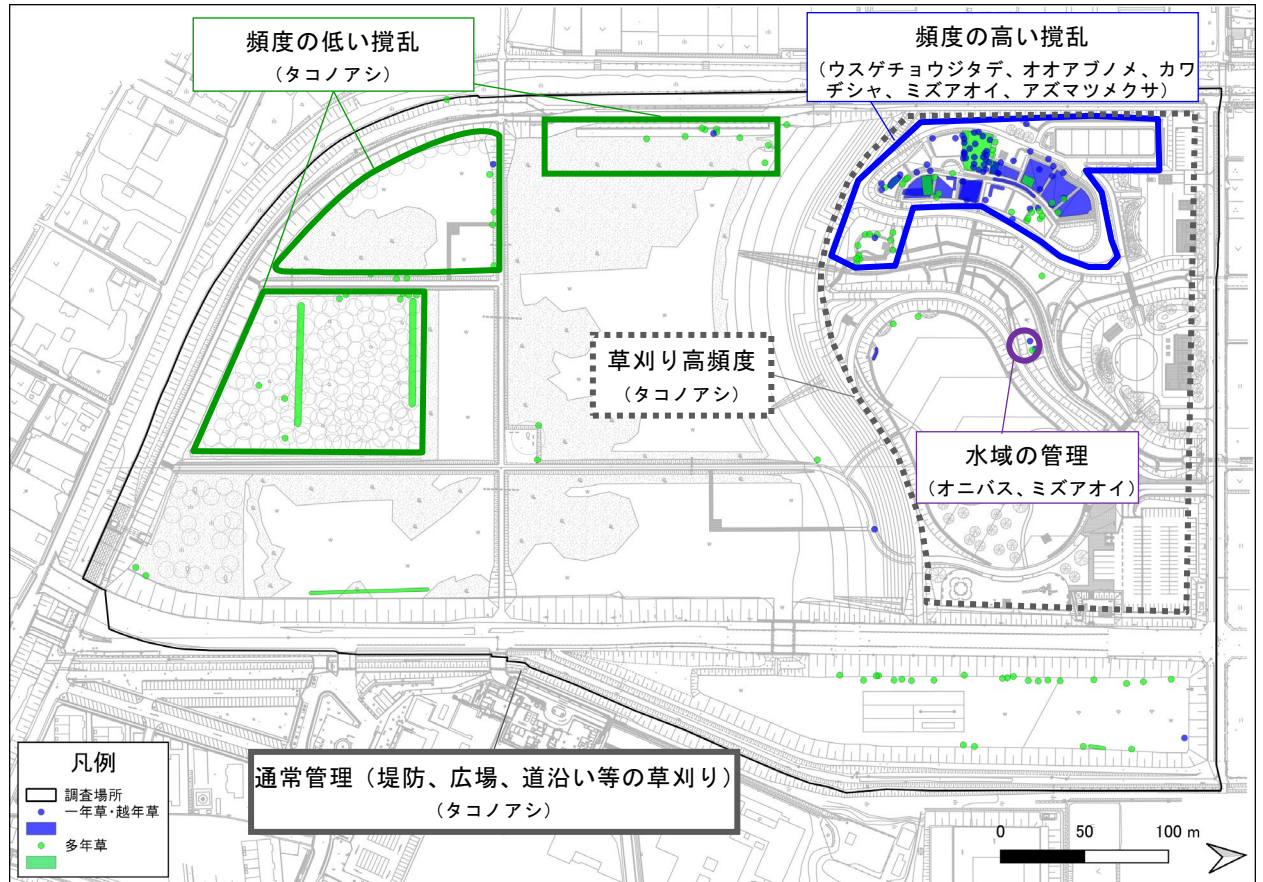 頻度の低い撹乱
(タコノアシ)
頻度の高い撹乱
(ウスゲチョウジタデ、オオアブノメ、カワ
ヂシャ、ミズアオイ、アズマツメクサ)
草刈り高頻度
(タコノアシ)
水域の管理
(オニバス、ミズアオイ)
通常管理(堤防、広場、道沿い等の草刈り)
(タコノアシ)
凡例
調査場所
一年草・越年草
多年草
0 50 100 m